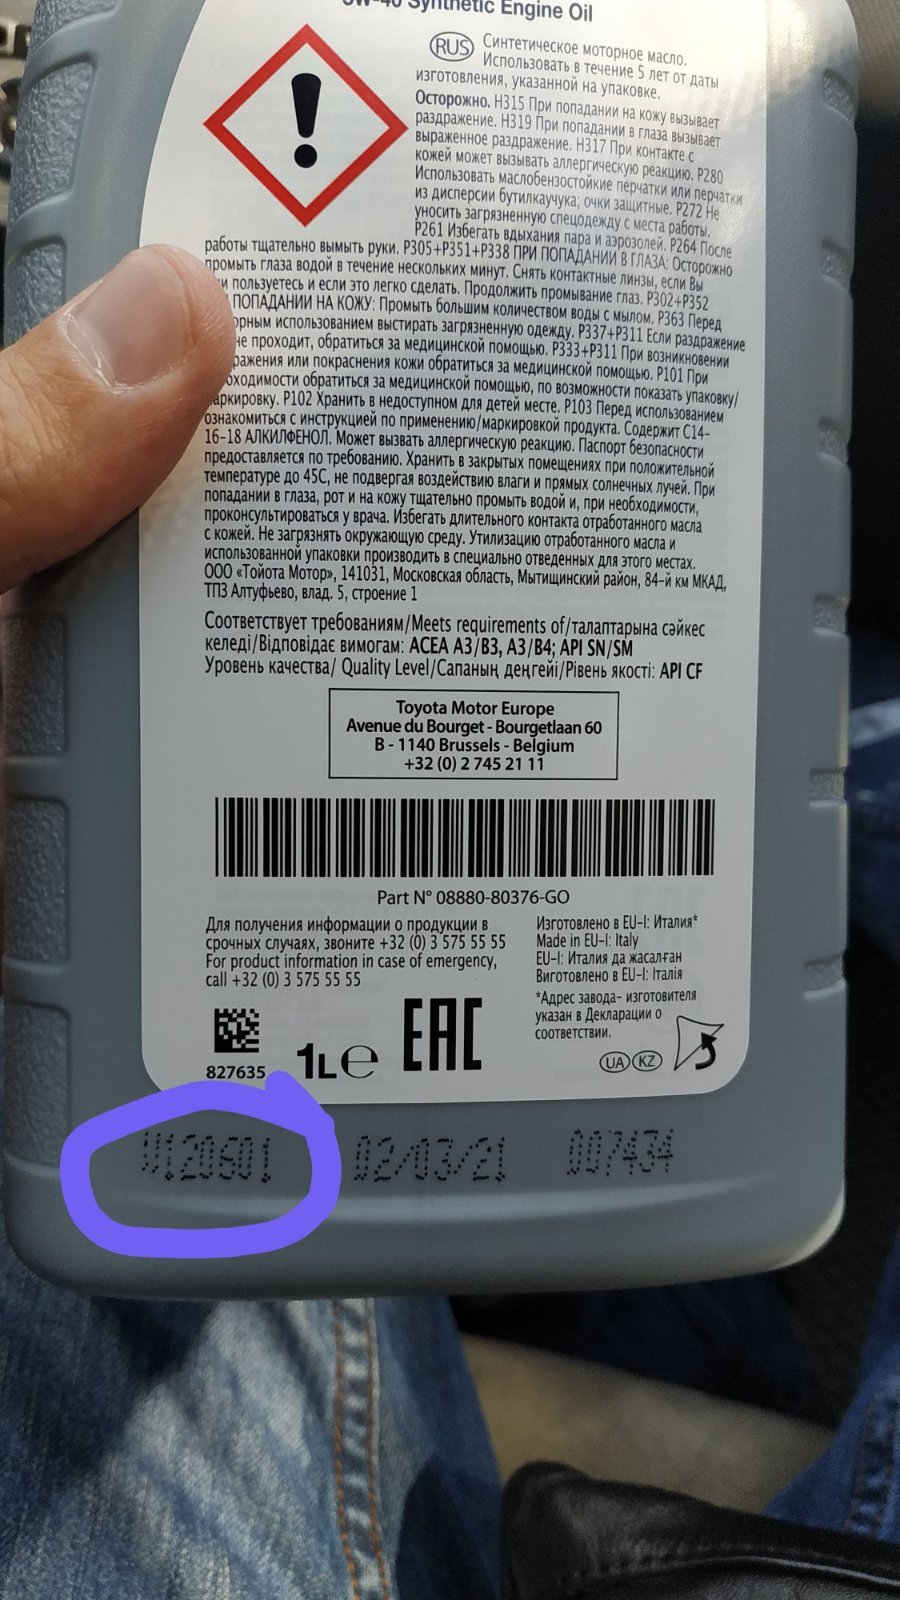 5W-40 Synthetic Engine Oil
RUS Синтетическое моторное масло.
Использовать в течение 5 лет от даты
изготовления, указанной на упаковке.
Осторожно. H315 При попадании на кожу вызывает
раздражение. H319 При попадании в глаза вызывает
выраженное раздражение. H317 При контакте с
кожей может вызывать аллергическую реакцию. P280
Использовать маслобензостойкие перчатки или перчатки
из дисперсии бутилкаучука; очки защитные. P272 Не
уносить загрязненную спецодежду с места работы.
P261 Избегать вдыхания пара и аэрозолей. P264 После
работы тщательно вымыть руки. P305+P351+P338 ПРИ ПОПАДАНИИ В ГЛАЗА: Осторожно
промыть глаза водой в течение нескольких минут. Снять контактные линзы, если Вы
пользуетесь и если это легко сделать. Продолжить промывание глаз. P302+P352
ПОПАДАНИИ НА КОЖУ: Промыть большим количеством воды с мылом. P363 Перед
использованием выстирать загрязненную одежду. P337+P311 Если раздражение
не проходит, обратиться за медицинской помощью. P333+P311 При возникновении
или покраснения кожи обратиться за медицинской помощью. P101 При
обратиться за медицинской помощью, по возможности показать упаковку/
маркировку. P102 Хранить в недоступном для детей месте. P103 Перед использованием
ознакомиться с инструкцией по применению/маркировкой продукта. Содержит C14-
16-18 АЛКИЛФЕНОЛ. Может вызвать аллергическую реакцию. Паспорт безопасности
предоставляется по требованию. Хранить в закрытых помещениях при положительной
температуре до 45С, не подвергая воздействию влаги и прямых солнечных лучей. При
попадании в глаза, рот и на кожу тщательно промыть водой и, при необходимости,
проконсультироваться у врача. Избегать длительного контакта отработанного масла
с кожей. Не загрязнять окружающую среду. Утилизацию отработанного масла и
использованной упаковки производить в специально отведенных для этого местах.
ООО «Тойота Мотор», 141031, Московская область, Мытищинский район, 84-й км МКАД,
ТПЗ Алтуфьево, влад. 5, строение 1
Соответствует требованиям/Meets requirements of/талаптарына сәйкес
келеді/Відповідає вимогам: ACEA A3/B3, A3/B4; API SN/SM
Уровень качества/ Quality Level/Сапаның деңгейі/Рівень якості: API CF
Toyota Motor Europe
Avenue du Bourget - Bourgetlaan 60
B - 1140 Brussels - Belgium
+32 (0) 2 745 21 11
Part N° 08880-80376-GO
Для получения информации о продукции в
срочных случаях, звоните +32 (0) 3 575 55 55
For product information in case of emergency,
call +32 (0) 3 575 55 55
Изготовлено в EU-I: Италия*
Made in EU-I: Italy
EU-I: Италия да жасалған
Виготовлено в EU-I: Італія
*Адрес завода- изготовителя
указан в Декларации о
соответствии.
827635
1L e
EAC
UA KZ
02/03/21 007434